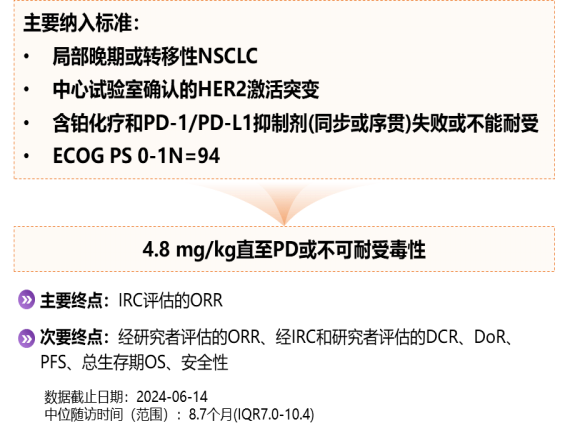 主要纳入标准：
• 局部晚期或转移性NSCLC
• 中心试验室确认的HER2激活突变
• 含铂化疗和PD-1/PD-L1抑制剂(同步或序贯)失败或不能耐受
• ECOG PS 0-1N=94
4.8 mg/kg直至PD或不可耐受毒性
主要终点：IRC评估的ORR
次要终点：经研究者评估的ORR、经IRC和研究者评估的DCR、DoR、
PFS、总生存期OS、安全性
数据截止日期：2024-06-14
中位随访时间（范围）：8.7个月(IQR7.0-10.4)